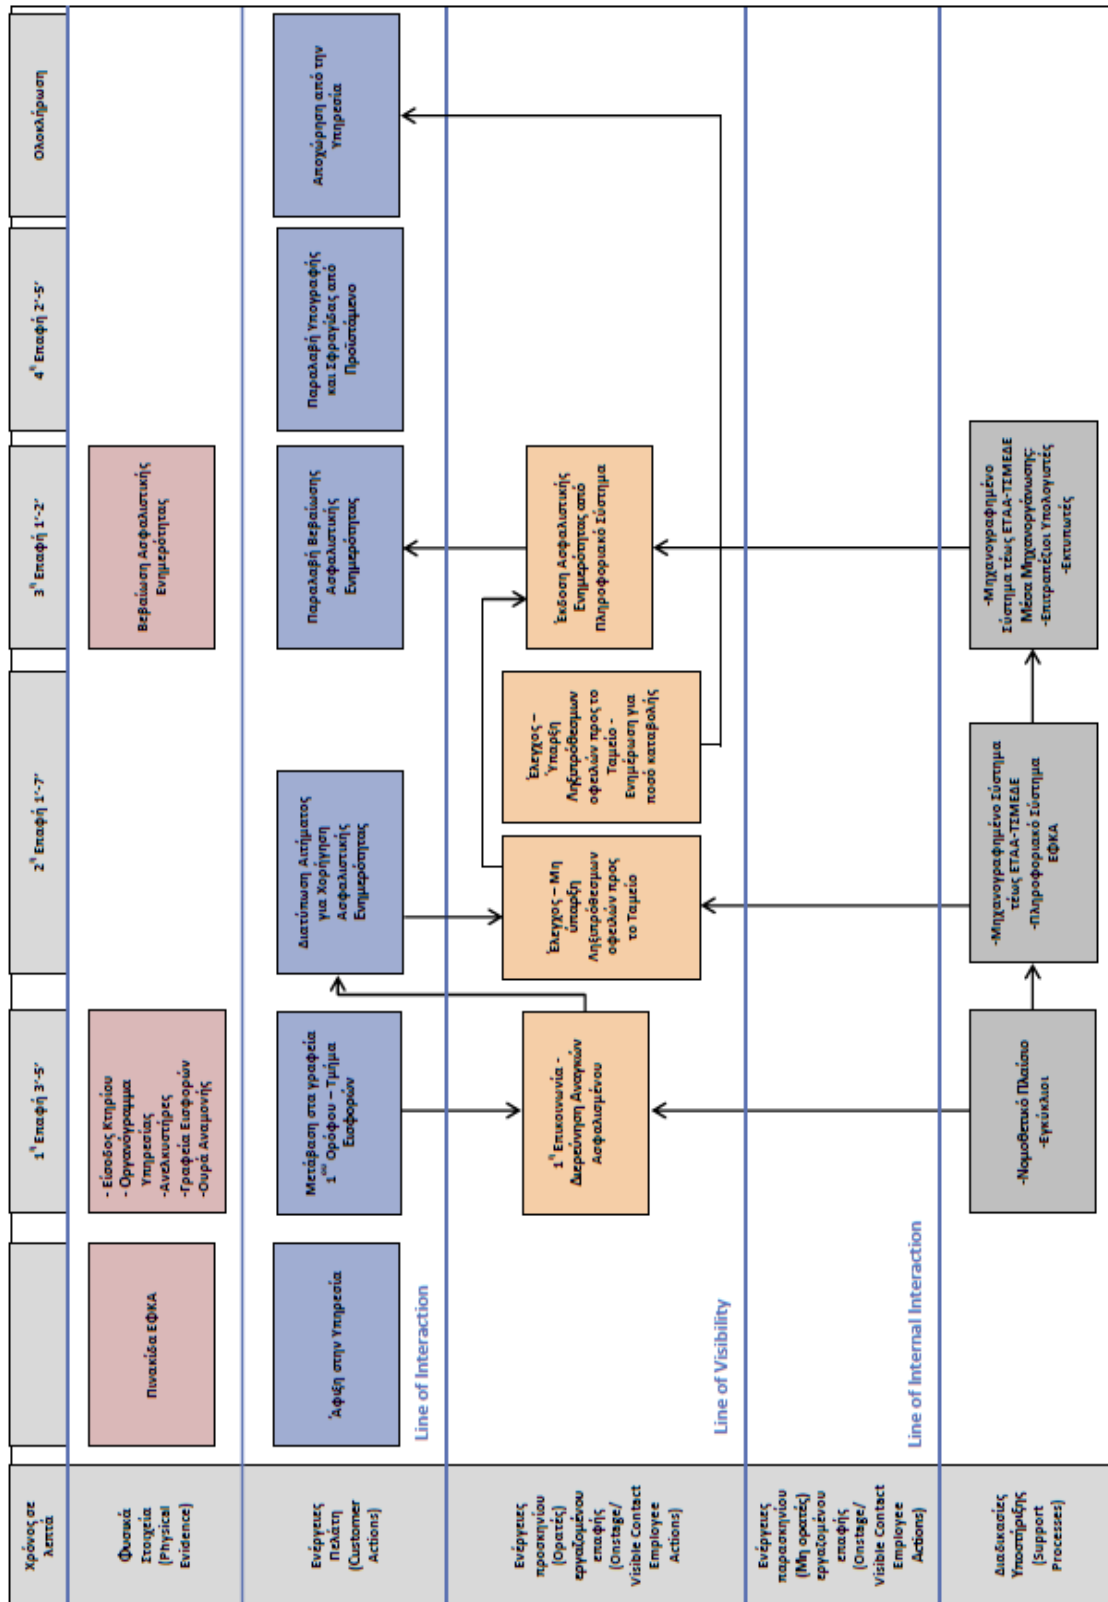 Χρόνος σε
λεπτά
1η Επαφή 3’-5’
2η Επαφή 1’-7’
3η Επαφή 1’-2’
4η Επαφή 2’-5’
Ολοκλήρωση
Φυσικά
Στοιχεία
(Physical
Evidence)
Πινακίδα ΕΦΚΑ
- Είσοδος Κτηρίου
- Οργανόγραμμα
Υπηρεσίας
-Ανελκυστήρες
-Γραφεία Εισφορών
-Ουρά Αναμονής
Βεβαίωση Ασφαλιστικής
Ενημερότητας
Ενέργειες
Πελάτη
(Customer
Actions)
Άφιξη στην Υπηρεσία
Μετάβαση στα γραφεία
1ου Ορόφου – Τμήμα
Εισφορών
Διατύπωση Αιτήματος
για Χορήγηση
Ασφαλιστικής
Ενημερότητας
Παραλαβή Βεβαίωσης
Ασφαλιστικής
Ενημερότητας
Παραλαβή Υπογραφής
και Σφραγίδας από
Προϊστάμενο
Αποχώρηση από την
Υπηρεσία
Line of Interaction
Ενέργειες
προσκηνίου
(Ορατές)
εργαζομένου
επαφής
(Onstage/
Visible Contact
Employee
Actions)
1η Επικοινωνία -
Διερεύνηση Αναγκών
Ασφαλισμένου
Έλεγχος – Μη
ύπαρξη
Ληξιπρόθεσμων
οφειλών προς
το Ταμείο
Έλεγχος –
Ύπαρξη
Ληξιπρόθεσμων
οφειλών προς το
Ταμείο -
Ενημέρωση για
ποσό καταβολής
Έκδοση Ασφαλιστικής
Ενημερότητας από
Πληροφοριακό Σύστημα
Line of Visibility
Ενέργειες
παρασκηνίου
(Μη ορατές)
εργαζομένου
επαφής
(Onstage/
Visible Contact
Employee
Actions)
Line of Internal Interaction
Διαδικασίες
Υποστήριξης
(Support
Processes)
-Νομοθετικό Πλαίσιο
-Εγκύκλιοι
-Μηχανογραφημένο Σύστημα
τέως ΕΤΑΑ-ΤΣΜΕΔΕ
-Πληροφοριακό Σύστημα
ΕΦΚΑ
-Μηχανογραφημένο
Σύστημα τέως ΕΤΑΑ-ΤΣΜΕΔΕ
Μέσα Μηχανοργάνωσης:
-Επιτραπέζιοι Υπολογιστές
-Εκτυπωτές